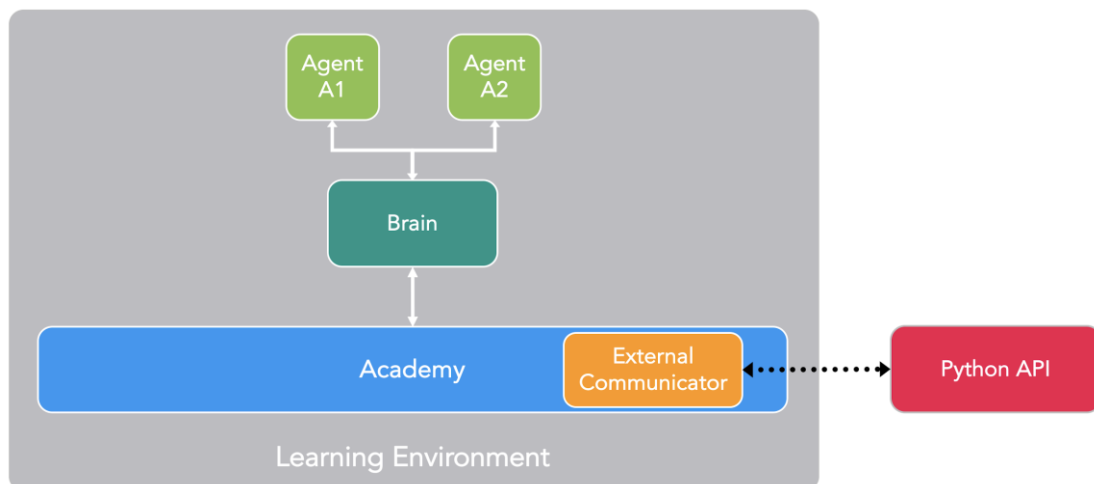 Agent
A1
Agent
A2
Brain
Academy
External
Communicator
Python API
Learning Environment